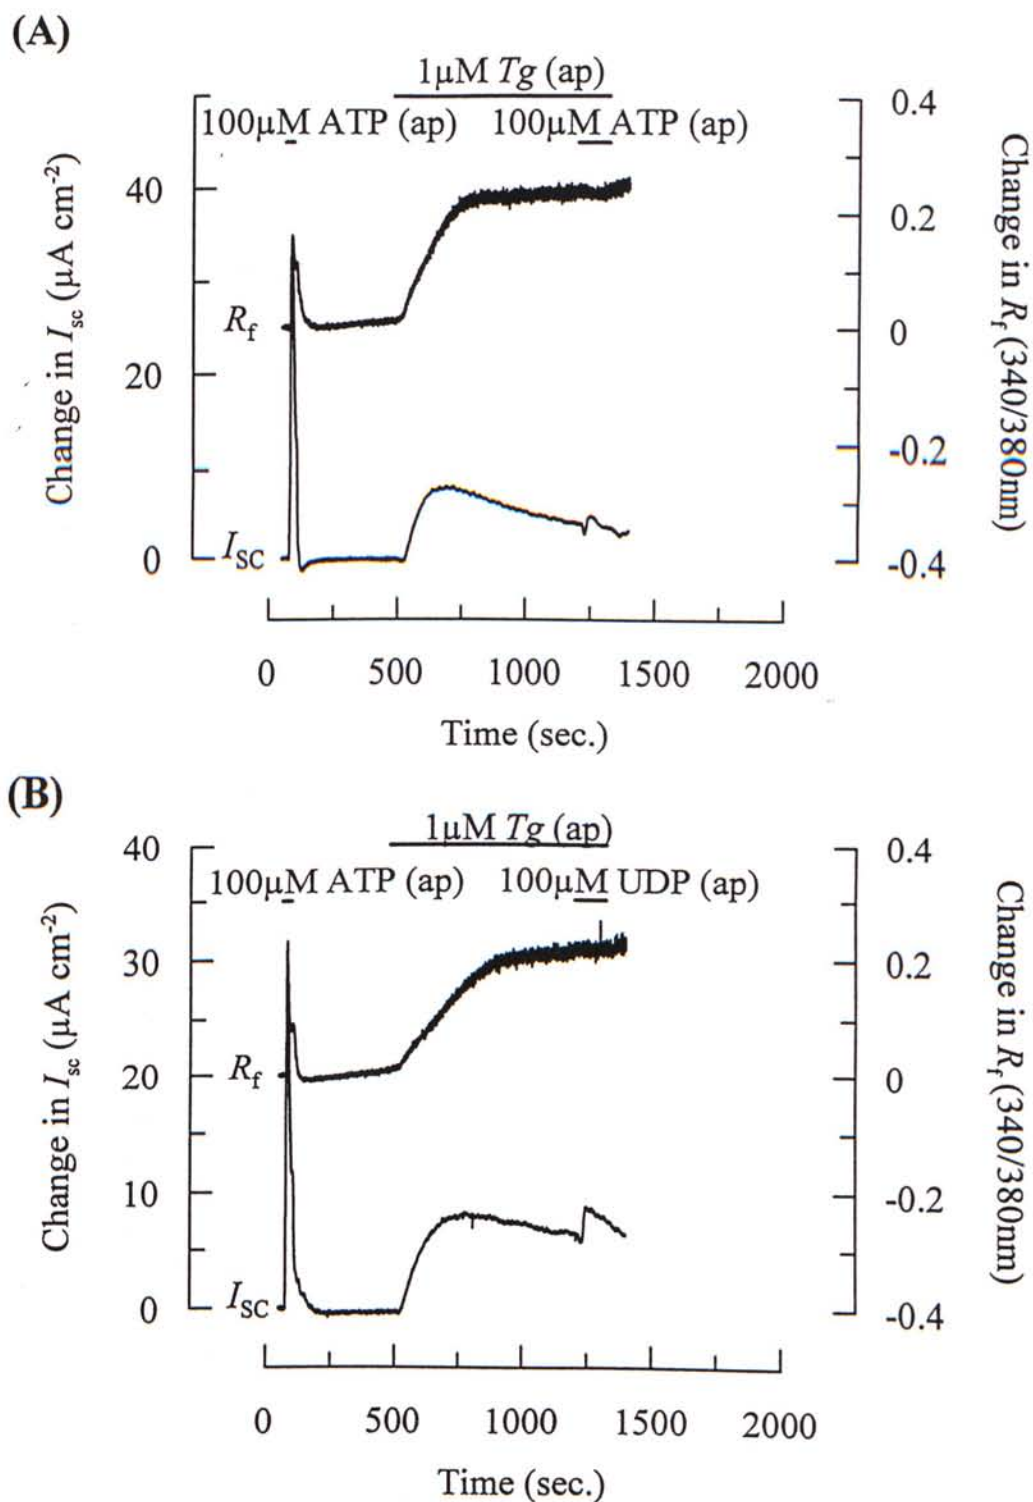 (A)
1μM Tg (ap)
100μM ATP (ap) 100μM ATP (ap)
Change in Isc (μA cm-2)
40
20
0
Rf
ISC
0.4
0.2
0
-0.2
-0.4
Change in Rf (340/380nm)
0 500 1000 1500 2000
Time (sec.)
(B)
1μM Tg (ap)
100μM ATP (ap) 100μM UDP (ap)
Change in Isc (μA cm-2)
40
30
20
10
0
Rf
ISC
0.4
0.2
0
-0.2
-0.4
Change in Rf (340/380nm)
0 500 1000 1500 2000
Time (sec.)